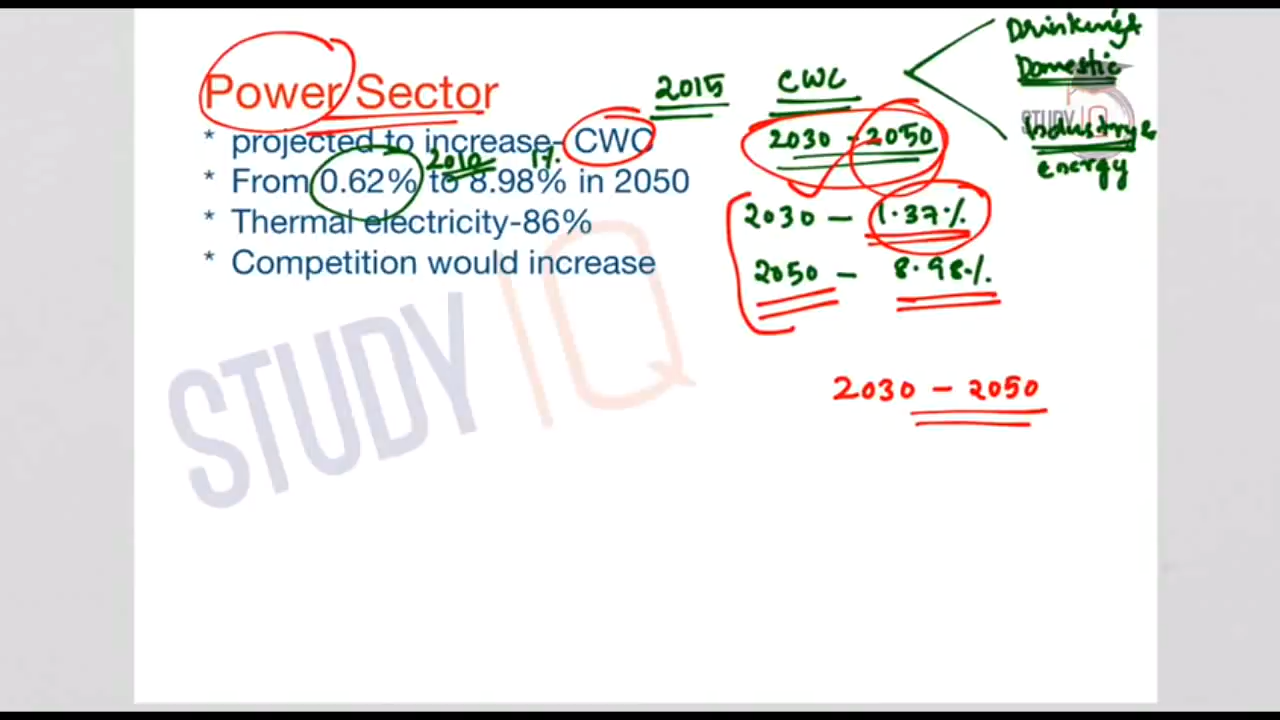 Power Sector
* projected to increase- CWC
* From 0.62% to 8.98% in 2050
* Thermal electricity-86%
* Competition would increase
2010 1%.
2015 CWC
2030 - 2050
2030 - 1.37%
2050 - 8.98%
2030 - 2050
Drinking &
Domestic
Industry &
energy
STUDY IQ
STUDY IQ